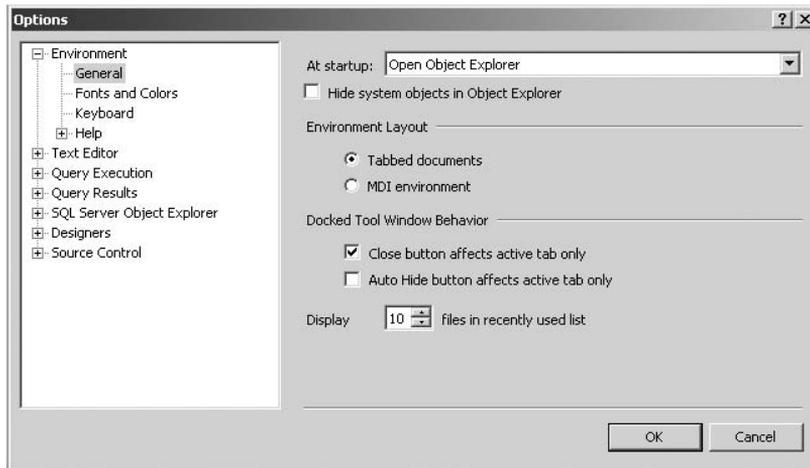 Options
Environment
General
Fonts and Colors
Keyboard
Help
Text Editor
Query Execution
Query Results
SQL Server Object Explorer
Designers
Source Control
At startup: Open Object Explorer
Hide system objects in Object Explorer
Environment Layout
Tabbed documents
MDI environment
Docked Tool Window Behavior
Close button affects active tab only
Auto Hide button affects active tab only
Display 10 files in recently used list
OK Cancel